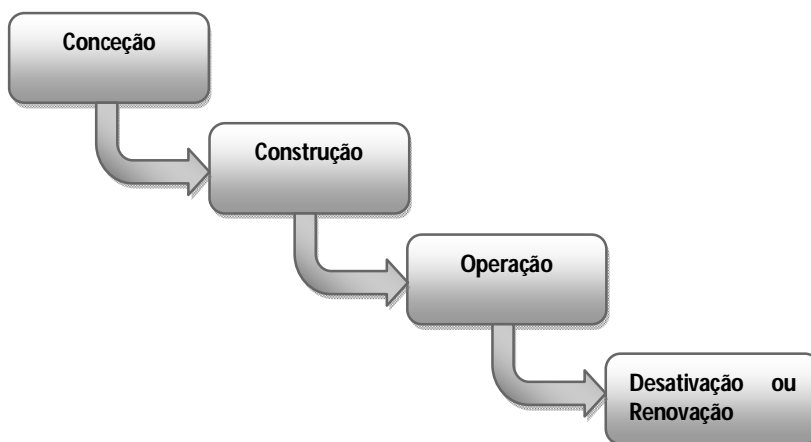 Conceção
Construção
Operação
Desativação ou
Renovação